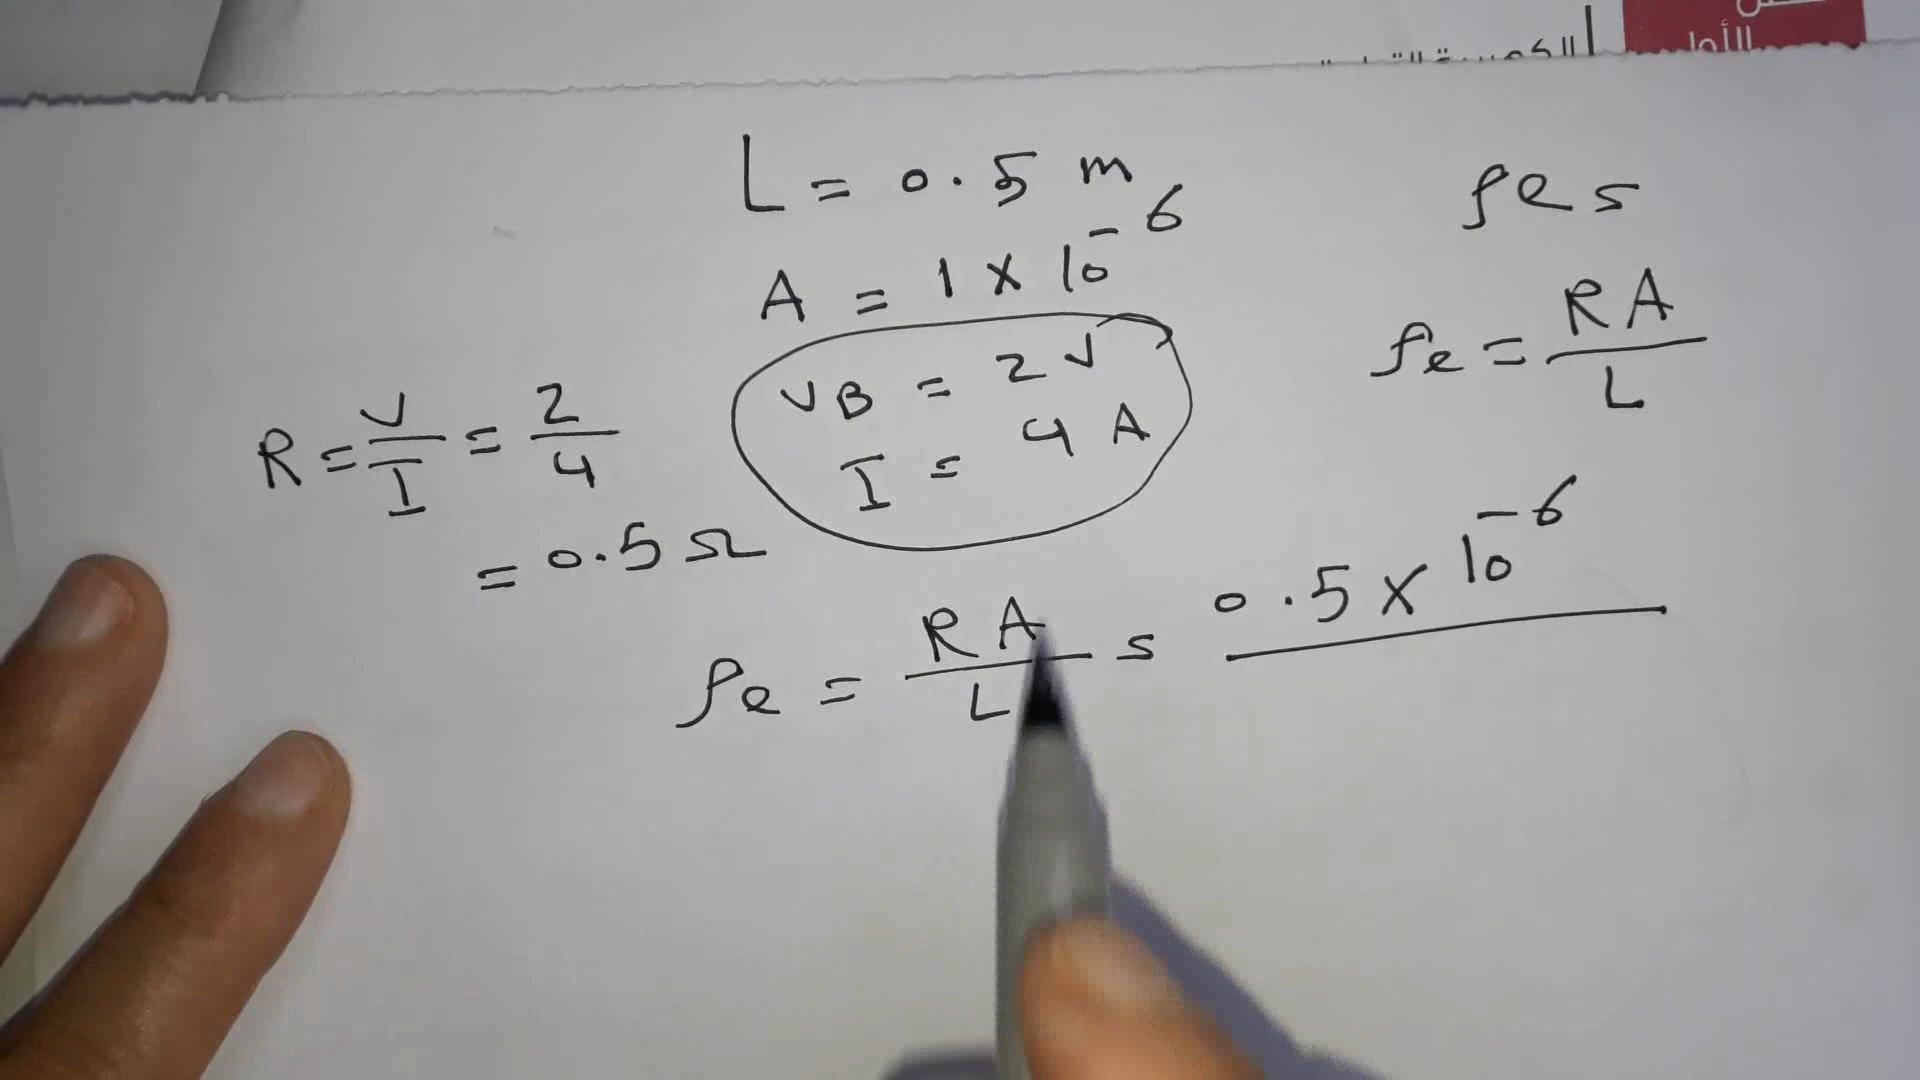 الأول
L = 0.5 m
A = 1 × 10⁻⁶
VB = 2 V
I = 4 A
R = V/I = 2/4
= 0.5 Ω
ρe =
ρe = RA/L
ρe = RA/L = 0.5 × 10⁻⁶